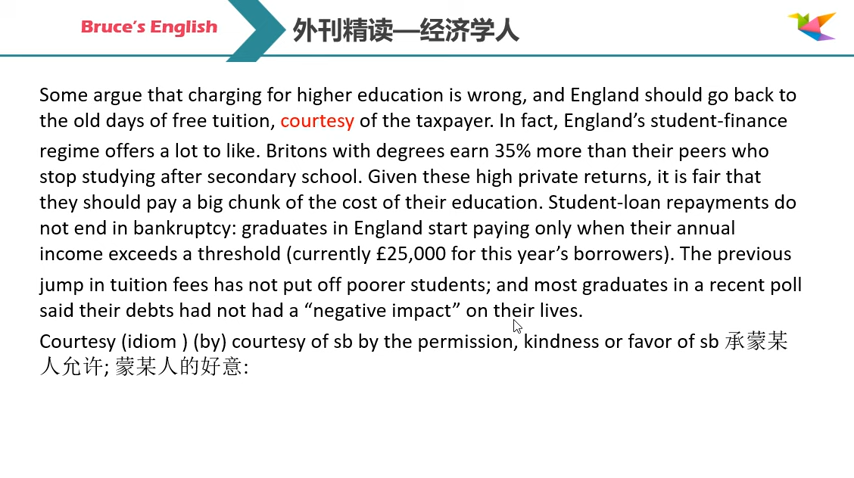 Bruce's English
外刊精读—经济学人
Some argue that charging for higher education is wrong, and England should go back to
the old days of free tuition, courtesy of the taxpayer. In fact, England's student-finance
regime offers a lot to like. Britons with degrees earn 35% more than their peers who
stop studying after secondary school. Given these high private returns, it is fair that
they should pay a big chunk of the cost of their education. Student-loan repayments do
not end in bankruptcy: graduates in England start paying only when their annual
income exceeds a threshold (currently £25,000 for this year's borrowers). The previous
jump in tuition fees has not put off poorer students; and most graduates in a recent poll
said their debts had not had a “negative impact” on their lives.
Courtesy (idiom ) (by) courtesy of sb by the permission, kindness or favor of sb 承蒙某
人允许; 蒙某人的好意: